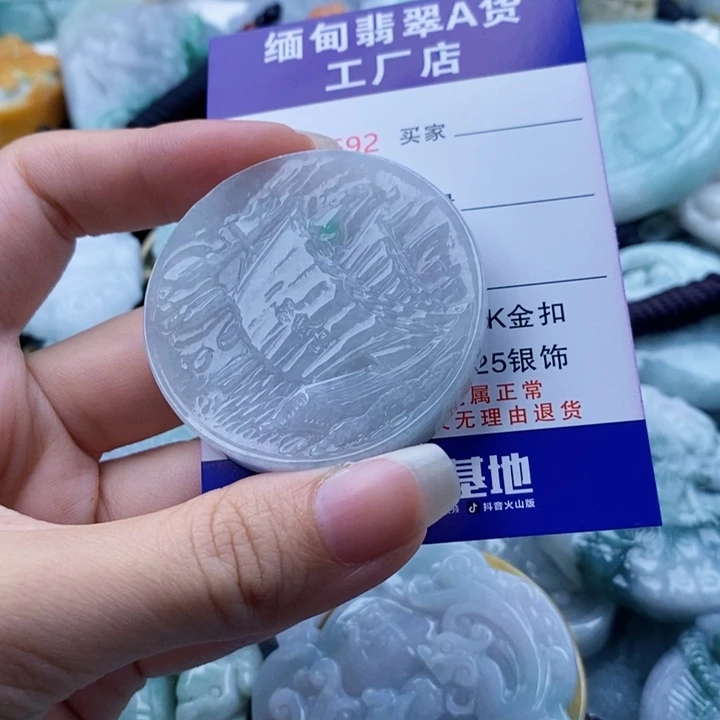 缅甸翡翠A货
工厂店
592
买家
K金扣
25银饰
属正常
无理由退货
基地
抖音火山版